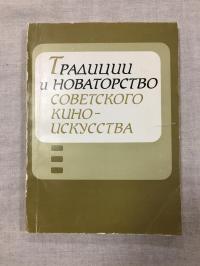 Традиции
и новаторство
советского
кино-
искусства